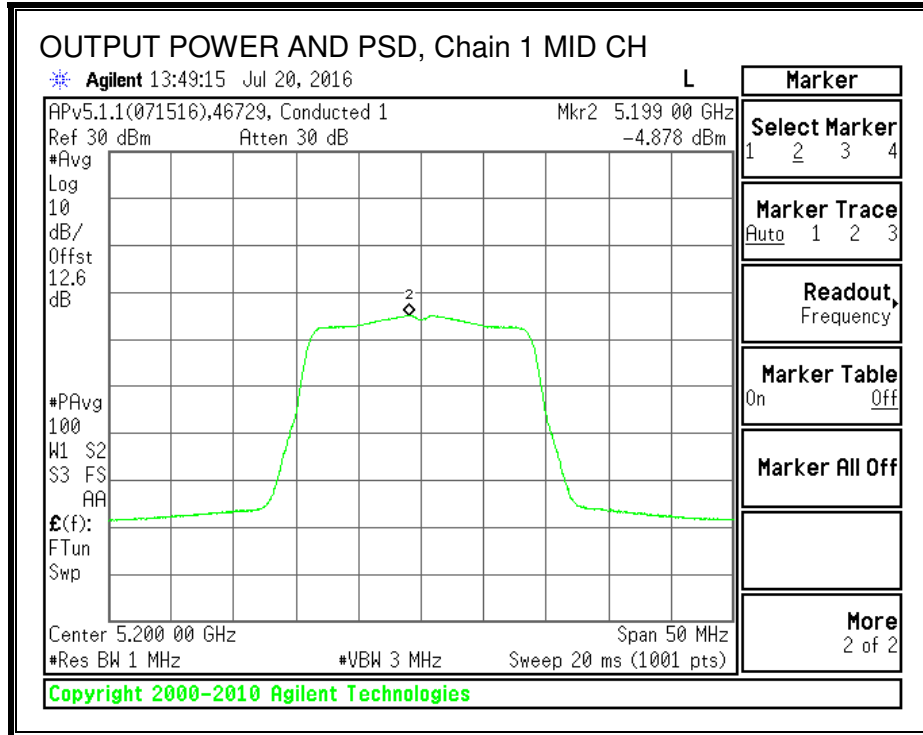 OUTPUT POWER AND PSD, Chain 1 MID CH
Agilent 13:49:15 Jul 20, 2016 L
APv5.1.1(071516),46729, Conducted 1 Mkr2 5.199 00 GHz
Ref 30 dBm Atten 30 dB -4.878 dBm
#Avg
Log
10
dB/
Offst
12.6
dB
2
#PAvg
100
W1 S2
S3 FS
AA
£(f):
FTun
Swp
Center 5.200 00 GHz Span 50 MHz
#Res BW 1 MHz #VBW 3 MHz Sweep 20 ms (1001 pts)
Copyright 2000-2010 Agilent Technologies
Marker
Select Marker
1 2 3 4
Marker Trace
Auto 1 2 3
Readout
Frequency
Marker Table
On Off
Marker All Off
More
2 of 2